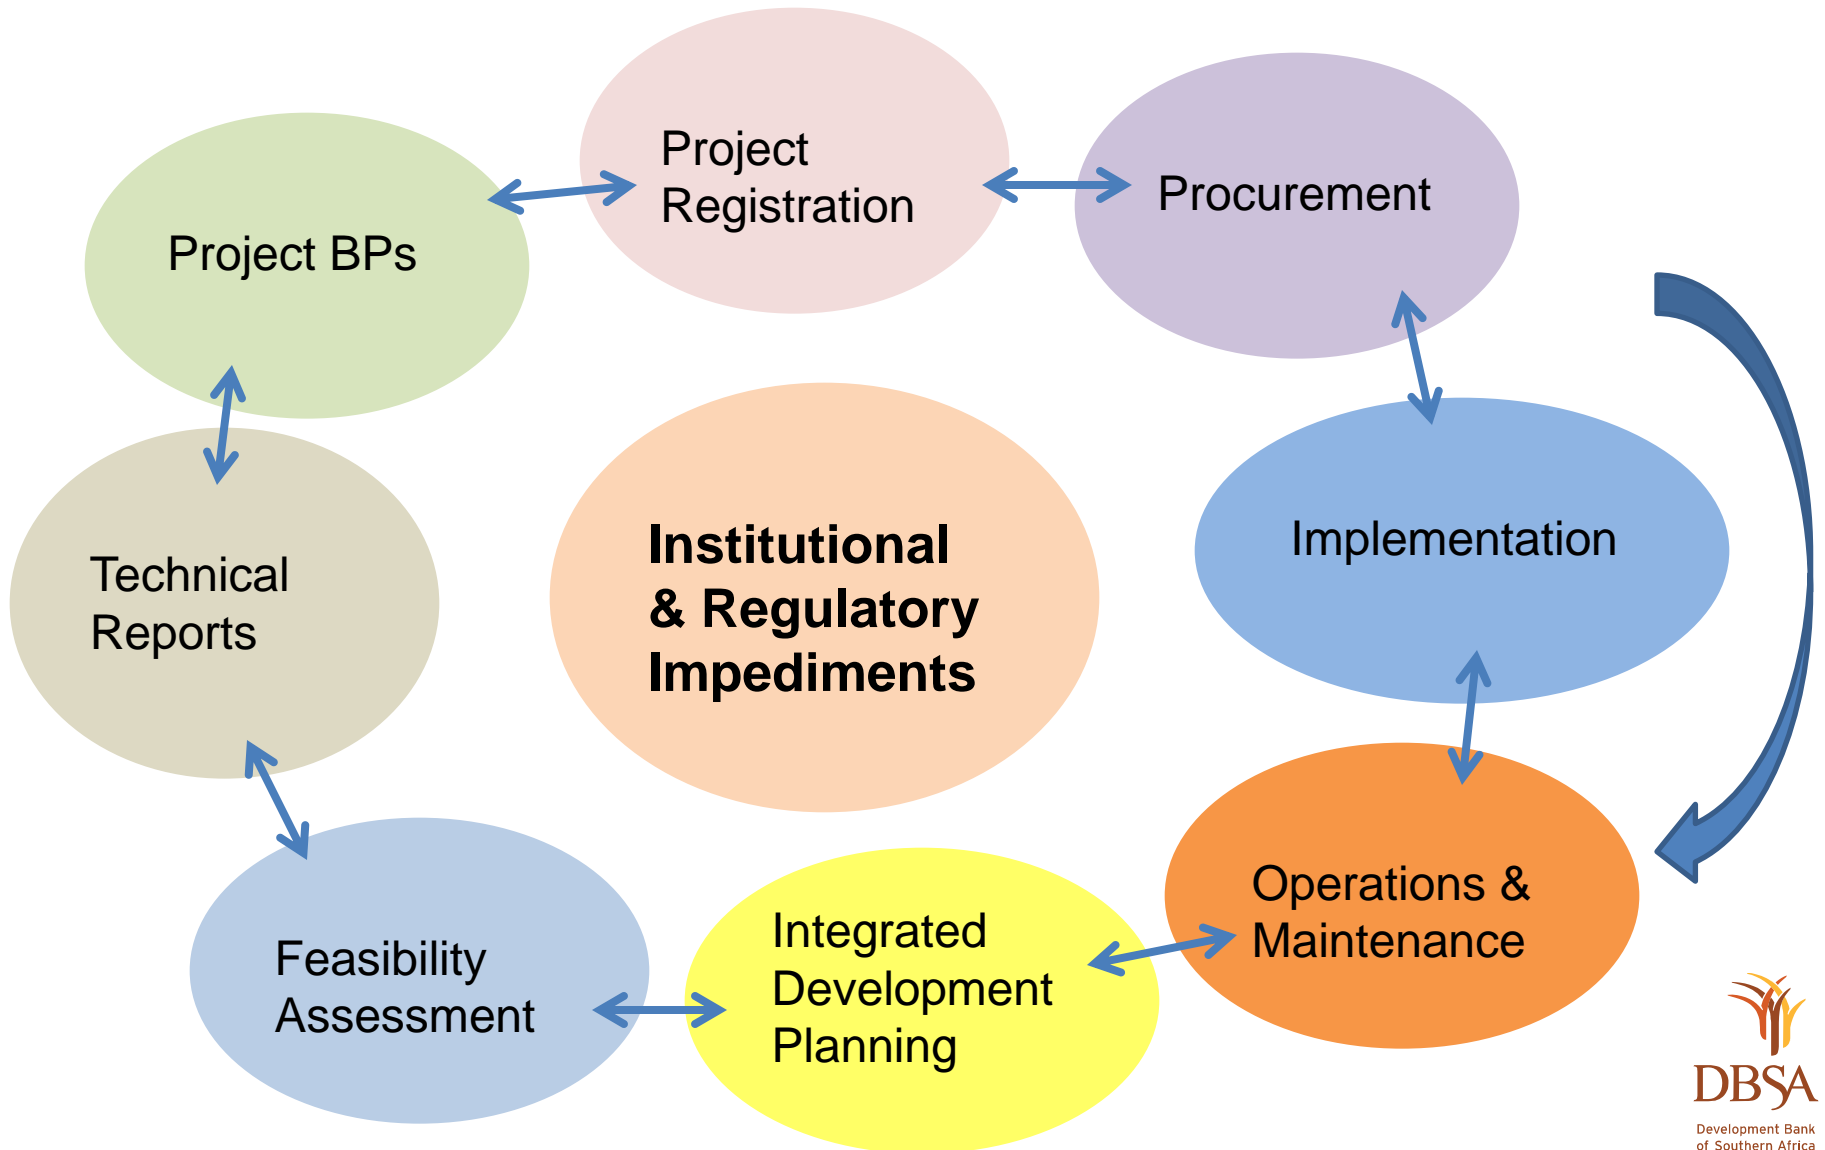 Project
Registration
Procurement
Project BPs
Institutional
& Regulatory
Impediments
Implementation
Technical
Reports
Operations &
Maintenance
Integrated
Development
Planning
Feasibility
Assessment
DBSA
Development Bank
of Southern Africa